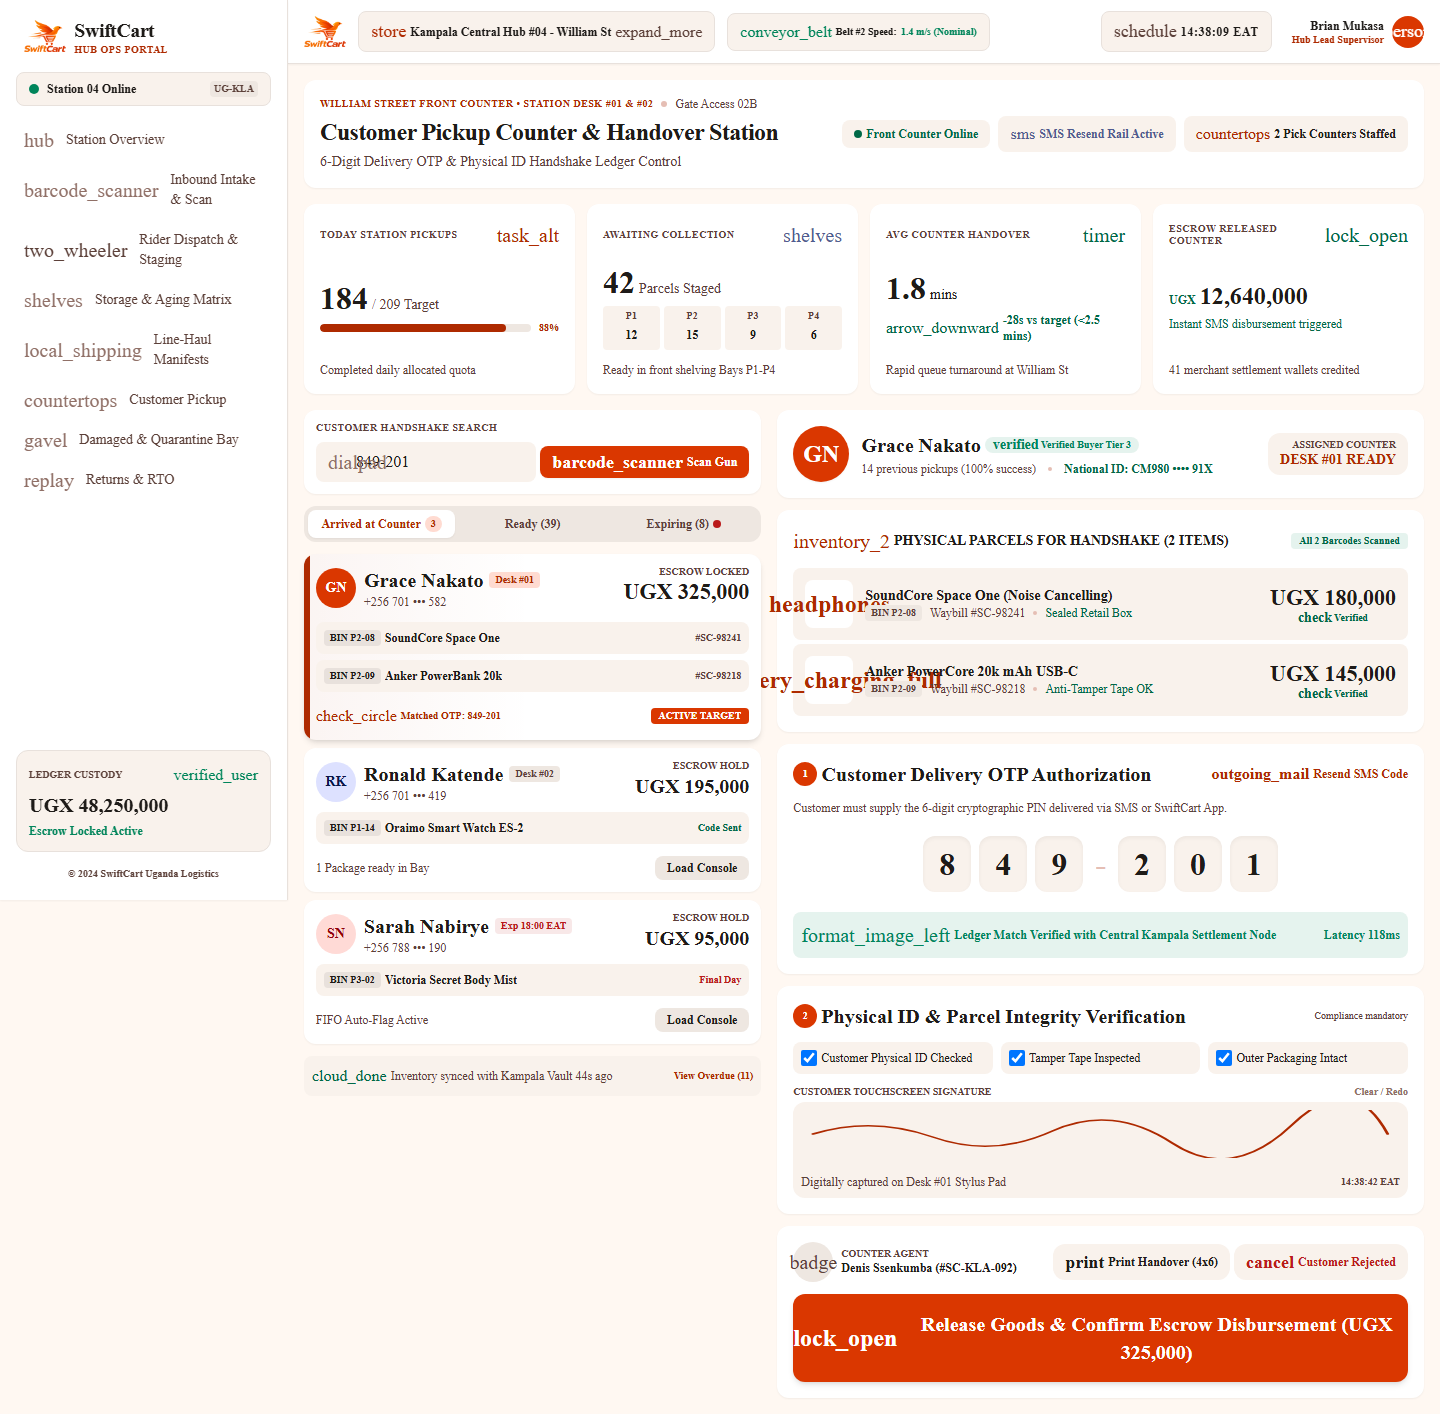 SwiftCart
SwiftCart
HUB OPS PORTAL
Station 04 Online
UG-KLA
hub Station Overview
barcode_scanner Inbound Intake
& Scan
two_wheeler Rider Dispatch &
Staging
shelves Storage & Aging Matrix
local_shipping Line-Haul
Manifests
countertops Customer Pickup
gavel Damaged & Quarantine Bay
replay Returns & RTO
LEDGER CUSTODY verified_user
UGX 48,250,000
Escrow Locked Active
© 2024 SwiftCart Uganda Logistics
SwiftCart
store Kampala Central Hub #04 - William St expand_more
conveyor_belt Belt #2 Speed: 1.4 m/s (Nominal)
schedule 14:38:09 EAT
Brian Mukasa
Hub Lead Supervisor
erso
WILLIAM STREET FRONT COUNTER • STATION DESK #01 & #02 • Gate Access 02B
Customer Pickup Counter & Handover Station
6-Digit Delivery OTP & Physical ID Handshake Ledger Control
Front Counter Online
sms SMS Resend Rail Active
countertops 2 Pick Counters Staffed
TODAY STATION PICKUPS task_alt
184 / 209 Target
88%
Completed daily allocated quota
AWAITING COLLECTION shelves
42 Parcels Staged
P1 P2 P3 P4
12 15 9 6
Ready in front shelving Bays P1-P4
AVG COUNTER HANDOVER timer
1.8 mins
arrow_downward -28s vs target (<2.5
mins)
Rapid queue turnaround at William St
ESCROW RELEASED
COUNTER
lock_open
UGX 12,640,000
Instant SMS disbursement triggered
41 merchant settlement wallets credited
CUSTOMER HANDSHAKE SEARCH
dialpad 849-201
barcode_scanner Scan Gun
Arrived at Counter 3
Ready (39)
Expiring (8)
GN Grace Nakato Desk #01
+256 701 ••• 582
ESCROW LOCKED
UGX 325,000
BIN P2-08 SoundCore Space One #SC-98241
BIN P2-09 Anker PowerBank 20k #SC-98218
check_circle Matched OTP: 849-201 ACTIVE TARGET
RK Ronald Katende Desk #02
+256 701 ••• 419
ESCROW HOLD
UGX 195,000
BIN P1-14 Oraimo Smart Watch ES-2 Code Sent
1 Package ready in Bay Load Console
SN Sarah Nabirye Exp 18:00 EAT
+256 788 ••• 190
ESCROW HOLD
UGX 95,000
BIN P3-02 Victoria Secret Body Mist Final Day
FIFO Auto-Flag Active Load Console
cloud_done Inventory synced with Kampala Vault 44s ago View Overdue (11)
GN Grace Nakato verified Verified Buyer Tier 3
14 previous pickups (100% success) • National ID: CM980 •••• 91X
ASSIGNED COUNTER
DESK #01 READY
inventory_2 PHYSICAL PARCELS FOR HANDSHAKE (2 ITEMS) All 2 Barcodes Scanned
headphones SoundCore Space One (Noise Cancelling)
BIN P2-08 Waybill #SC-98241 • Sealed Retail Box
UGX 180,000
check Verified
ery_charging_full Anker PowerCore 20k mAh USB-C
BIN P2-09 Waybill #SC-98218 • Anti-Tamper Tape OK
UGX 145,000
check Verified
1 Customer Delivery OTP Authorization outgoing_mail Resend SMS Code
Customer must supply the 6-digit cryptographic PIN delivered via SMS or SwiftCart App.
8 4 9 – 2 0 1
format_image_left Ledger Match Verified with Central Kampala Settlement Node Latency 118ms
2 Physical ID & Parcel Integrity Verification Compliance mandatory
Customer Physical ID Checked
Tamper Tape Inspected
Outer Packaging Intact
CUSTOMER TOUCHSCREEN SIGNATURE Clear / Redo
Digitally captured on Desk #01 Stylus Pad 14:38:42 EAT
badge COUNTER AGENT
Denis Ssenkumba (#SC-KLA-092)
print Print Handover (4x6)
cancel Customer Rejected
lock_open Release Goods & Confirm Escrow Disbursement (UGX
325,000)